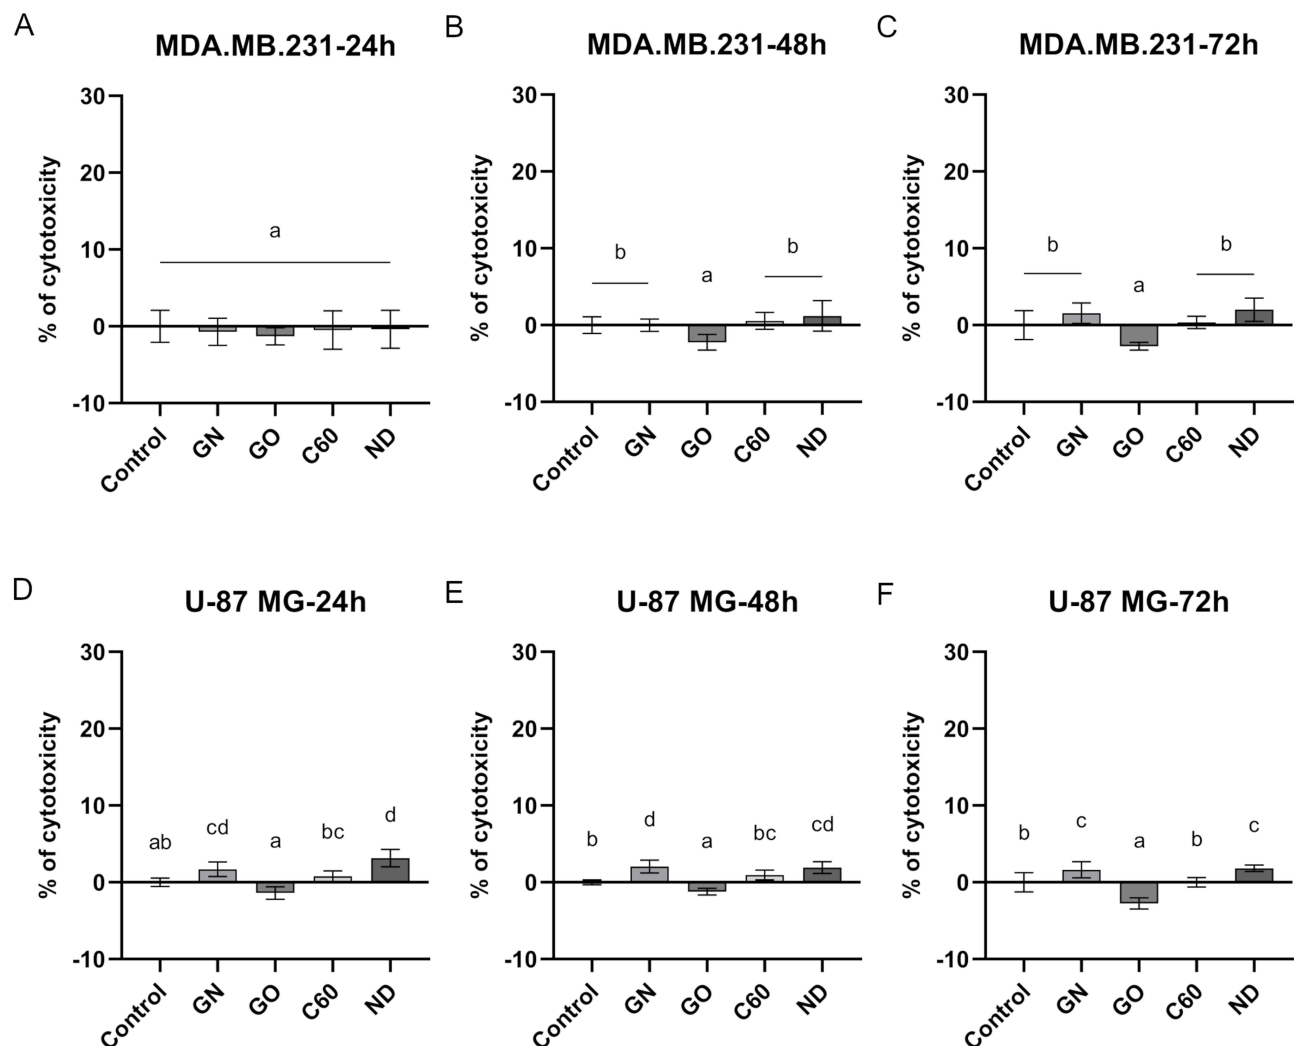 A
MDA.MB.231-24h
% of cytotoxicity
30
20
10
0
-10
a
Control
GN
GO
C60
ND
B
MDA.MB.231-48h
% of cytotoxicity
30
20
10
0
-10
b
a
b
Control
GN
GO
C60
ND
C
MDA.MB.231-72h
% of cytotoxicity
30
20
10
0
-10
b
a
b
Control
GN
GO
C60
ND
D
U-87 MG-24h
% of cytotoxicity
30
20
10
0
-10
ab
cd
a
bc
d
Control
GN
GO
C60
ND
E
U-87 MG-48h
% of cytotoxicity
30
20
10
0
-10
b
d
a
bc
cd
Control
GN
GO
C60
ND
F
U-87 MG-72h
% of cytotoxicity
30
20
10
0
-10
b
c
a
b
c
Control
GN
GO
C60
ND